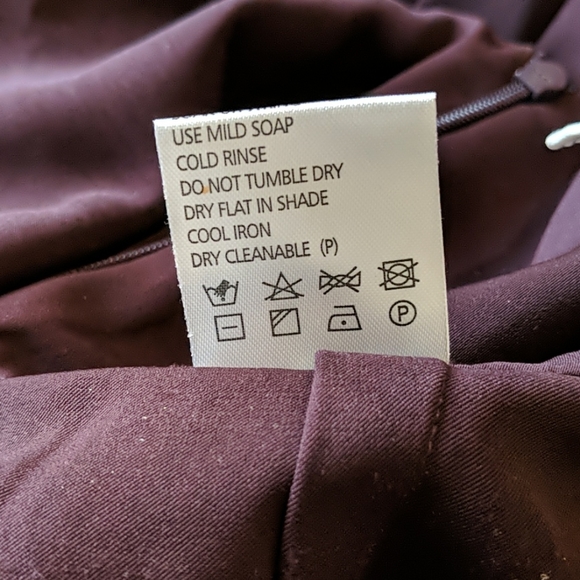 USE MILD SOAP
COLD RINSE
DO NOT TUMBLE DRY
DRY FLAT IN SHADE
COOL IRON
DRY CLEANABLE (P)
P